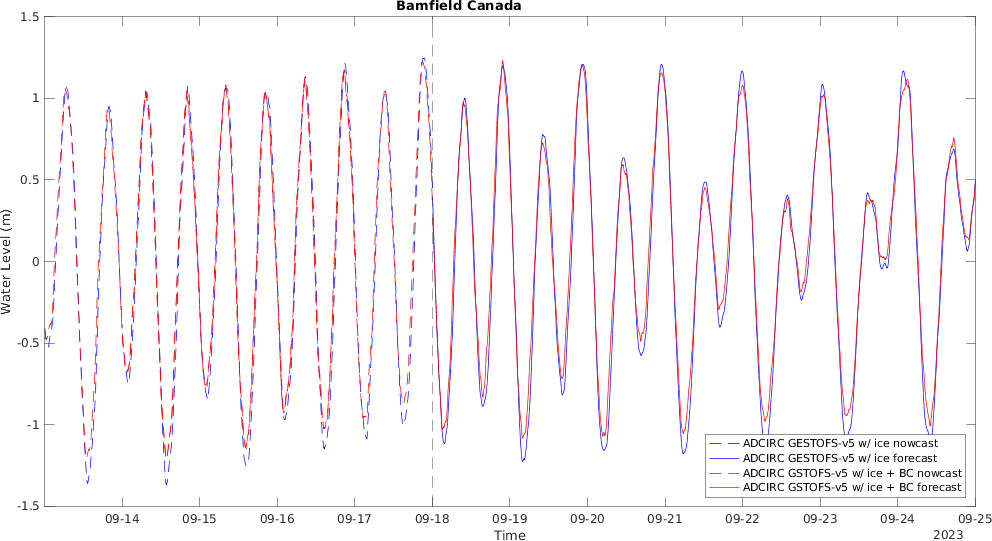 Bamfield Canada
1.5
1
0.5
0
-0.5
-1
-1.5
Water Level (m)
09-14 09-15 09-16 09-17 09-18 09-19 09-20 09-21 09-22 09-23 09-24 09-25
Time
2023
ADCIRC GESTOFS-v5 w/ ice nowcast
ADCIRC GESTOFS-v5 w/ ice forecast
ADCIRC GSTOFS-v5 w/ ice + BC nowcast
ADCIRC GSTOFS-v5 w/ ice + BC forecast